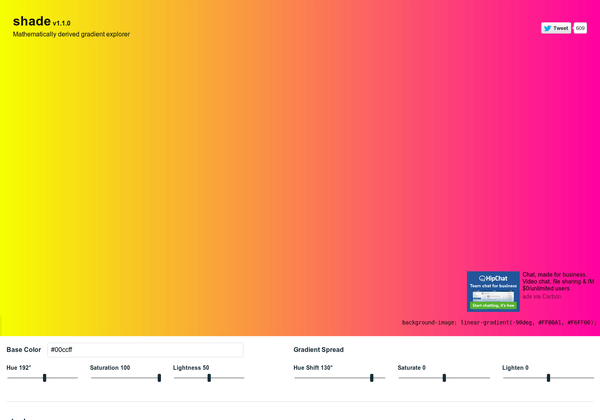 shade v1.1.0
Mathematically derived gradient explorer
Tweet 609
HipChat
Team chat for business
Start chatting, it's free!
Chat, made for business.
Video chat, file sharing & IM
$0/unlimited users
ads via Carbon
background-image: linear-gradient(-90deg, #FF00A1, #F6FF00);
Base Color #00ccff
Gradient Spread
Hue 192° Saturation 100 Lightness 50
Hue Shift 130° Saturate 0 Lighten 0